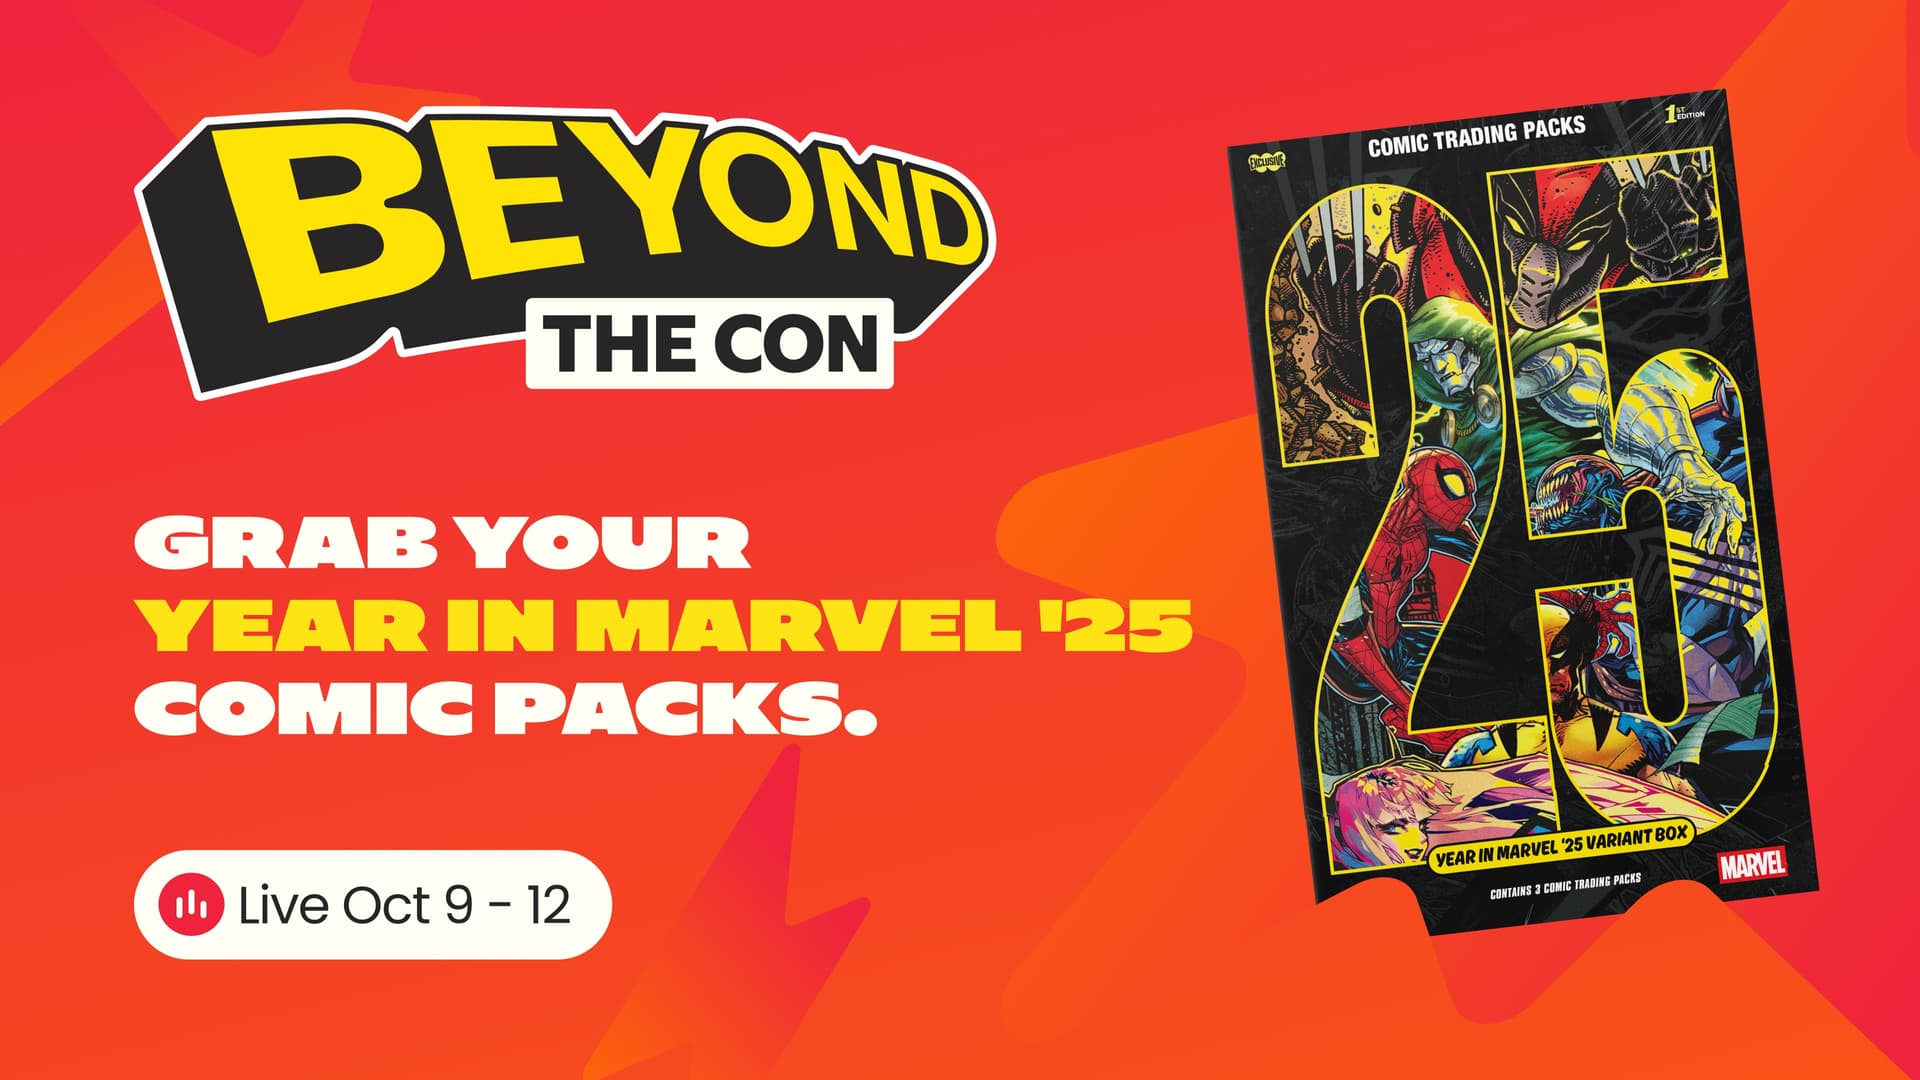 BEYOND
THE CON
GRAB YOUR
YEAR IN MARVEL '25
COMIC PACKS.
Live Oct 9 - 12
EXCLUSIVE
COMIC TRADING PACKS
1ST EDITION
25
YEAR IN MARVEL '25 VARIANT BOX
CONTAINS 3 COMIC TRADING PACKS
MARVEL